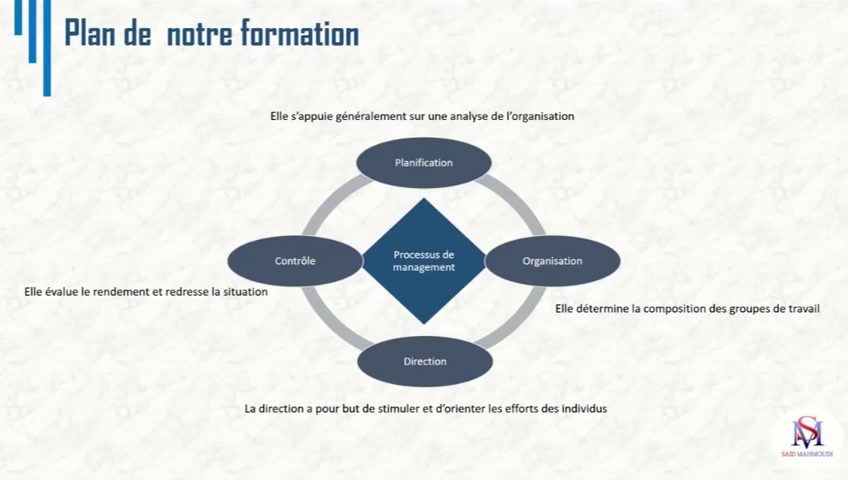 Plan de notre formation
Elle s'appuie généralement sur une analyse de l'organisation
Planification
Contrôle
Processus de
management
Organisation
Elle évalue le rendement et redresse la situation
Elle détermine la composition des groupes de travail
Direction
La direction a pour but de stimuler et d'orienter les efforts des individus
SM
SAID MAHMOUDI